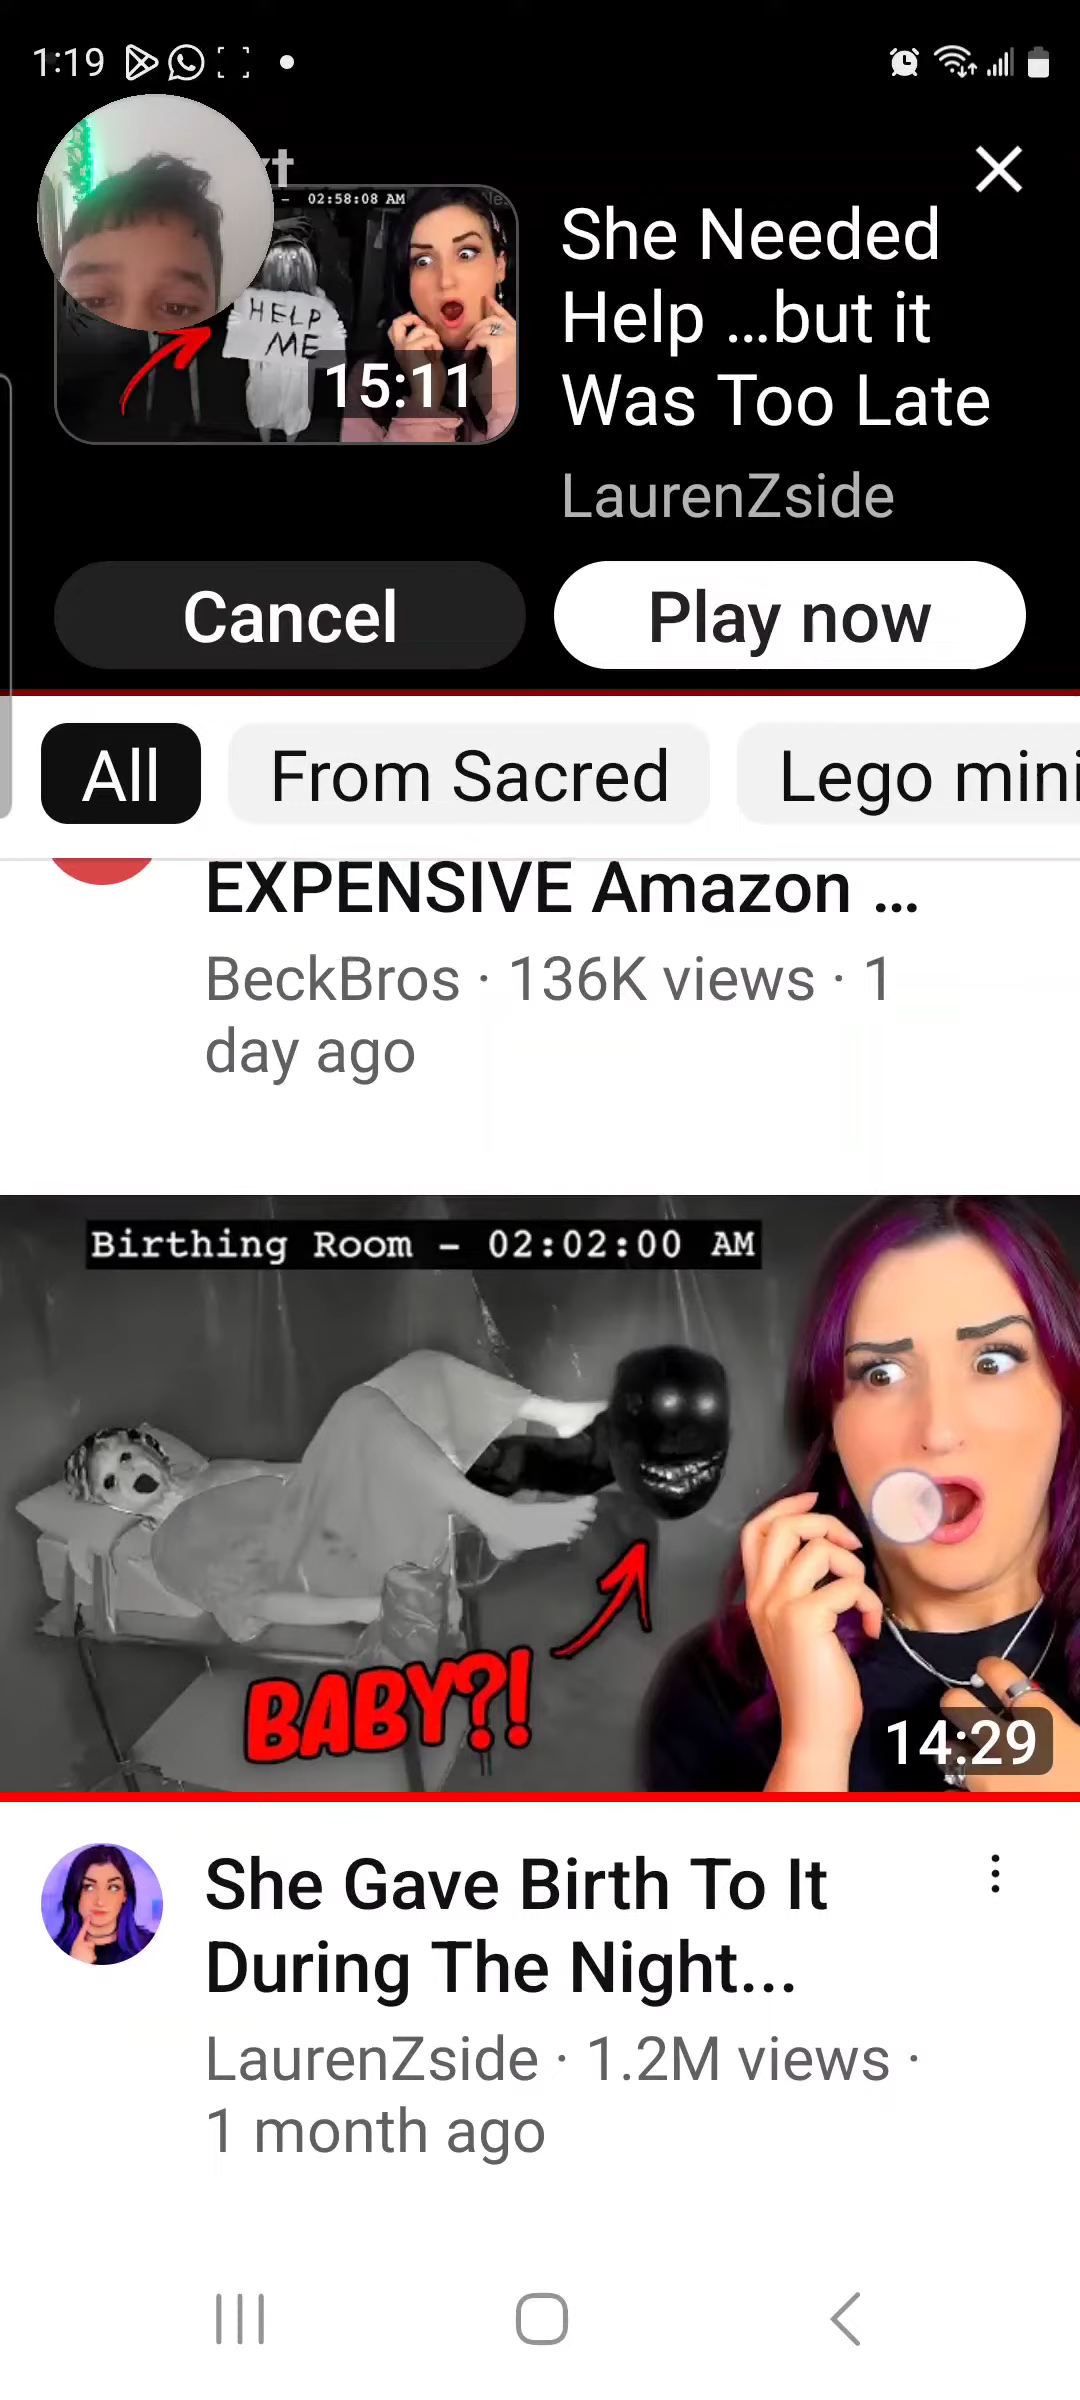 1:19
02:58:08 AM
HELP
ME
15:11
She Needed
Help ...but it
Was Too Late
LaurenZside
Cancel
Play now
All
From Sacred
Lego mini
EXPENSIVE Amazon ...
BeckBros · 136K views · 1
day ago
Birthing Room - 02:02:00 AM
BABY?!
14:29
She Gave Birth To It
During The Night...
LaurenZside · 1.2M views ·
1 month ago